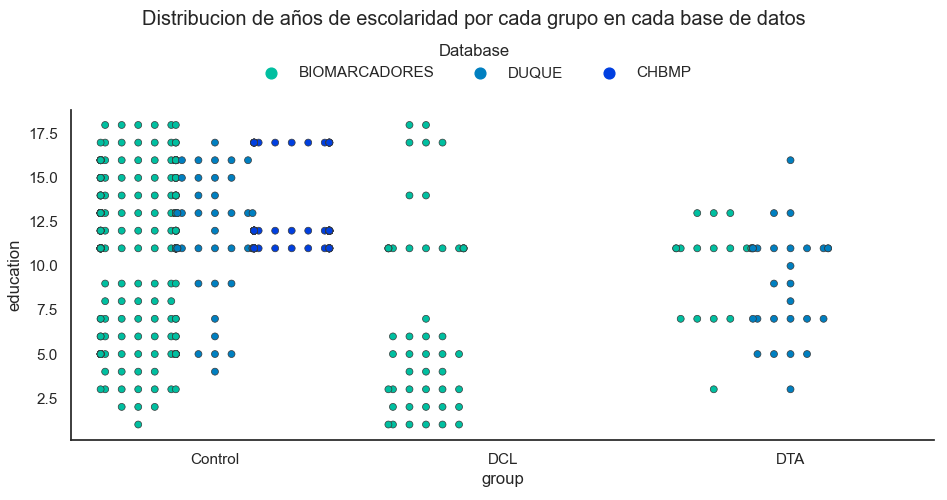 Distribucion de años de escolaridad por cada grupo en cada base de datos
Database
BIOMARCADORES DUQUE CHBMP
17.5
15.0
12.5
10.0
7.5
5.0
2.5
education
Control DCL DTA
group